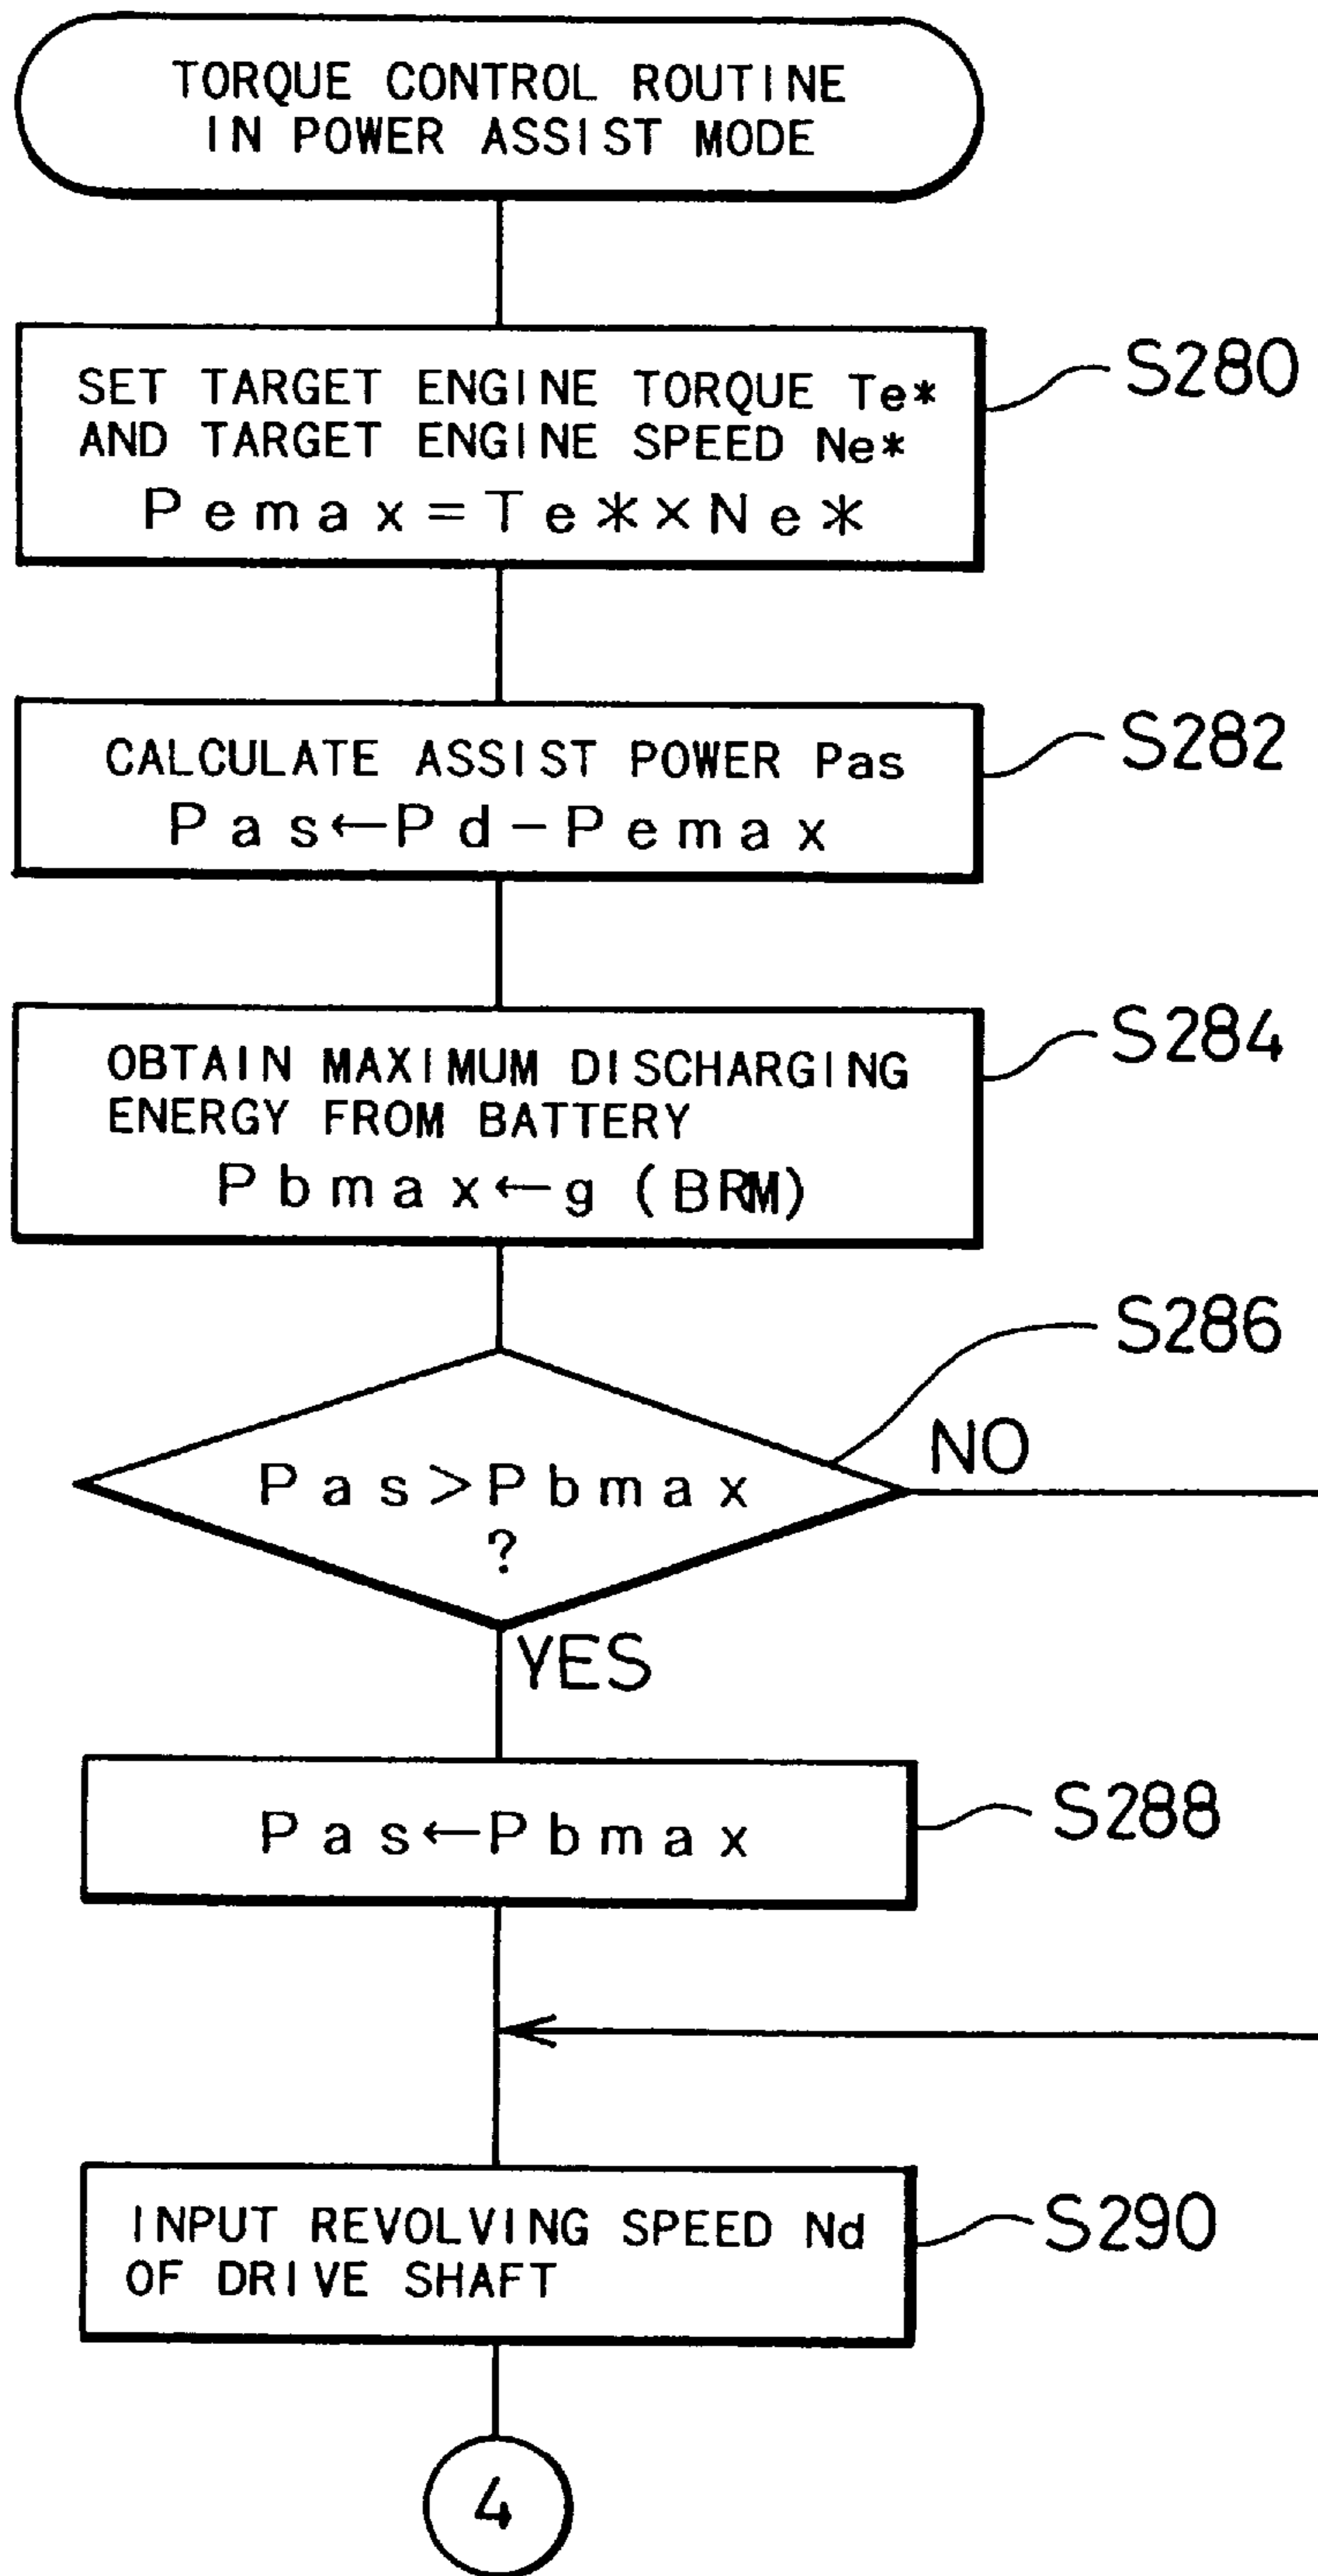 TORQUE CONTROL ROUTINE
IN POWER ASSIST MODE
SET TARGET ENGINE TORQUE Te*
AND TARGET ENGINE SPEED Ne*
Pemax=Te*×Ne*
S280
CALCULATE ASSIST POWER Pas
Pas←Pd-Pemax
S282
OBTAIN MAXIMUM DISCHARGING
ENERGY FROM BATTERY
Pbmax←g (BRM)
S284
S286
Pas>Pbmax
?
NO
YES
Pas←Pbmax
S288
INPUT REVOLVING SPEED Nd
OF DRIVE SHAFT
S290
4